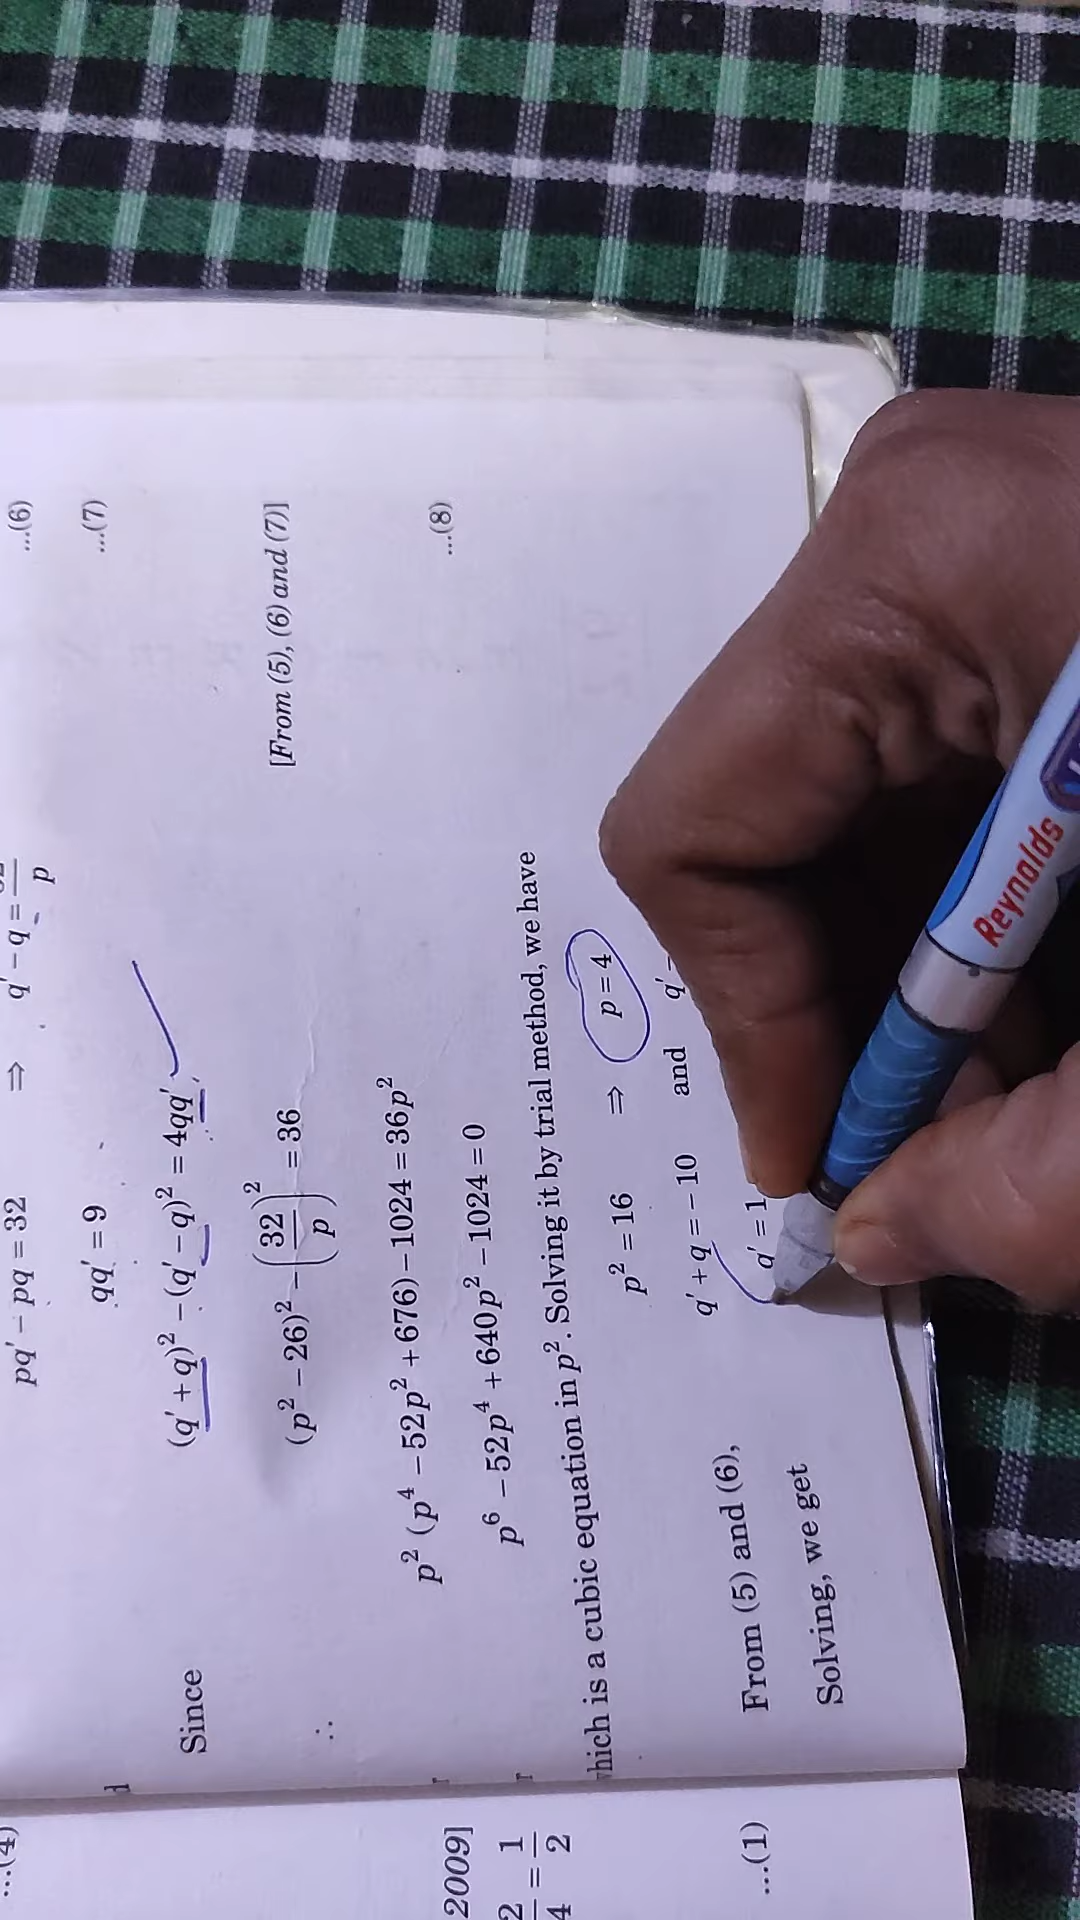 pq' − pq = 32 ⇒ q' − q = p ...(6)
qq' = 9 ...(7)
Since (q' + q)² − (q' − q)² = 4qq'
∴ (p² − 26)² − (32/p)² = 36 [From (5), (6) and (7)]
p² (p⁴ − 52p² + 676) − 1024 = 36p²
p⁶ − 52p⁴ + 640p² − 1024 = 0 ...(8)
which is a cubic equation in p². Solving it by trial method, we have
p² = 16 ⇒ p = 4
From (5) and (6), q' + q = − 10 and q'
Solving, we get q' = 1
...(4)
2009]
2/4 = 1/2
...(1)
Reynolds